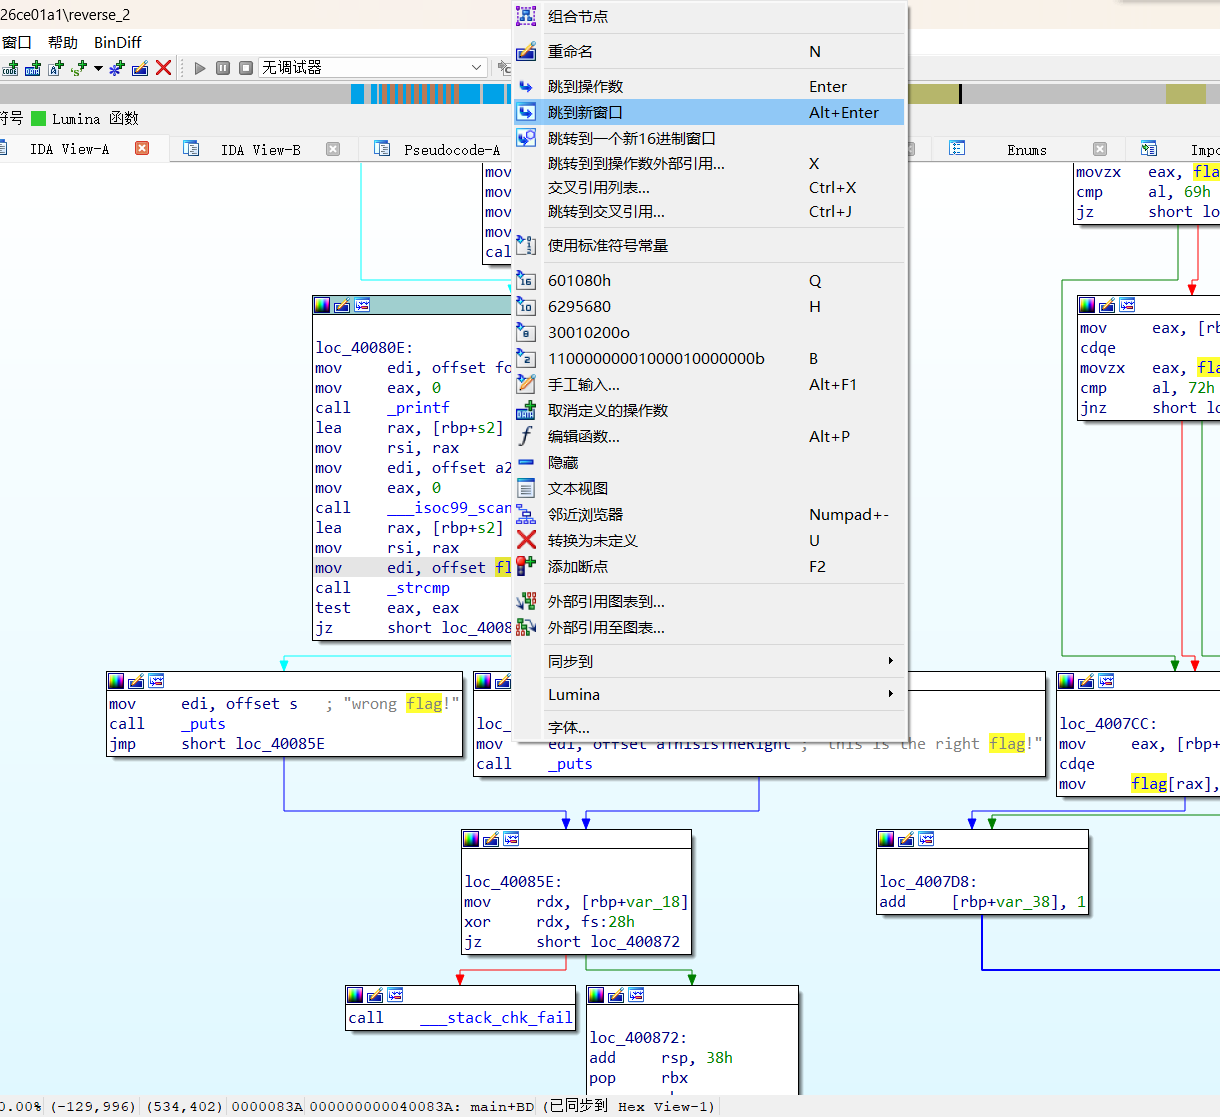 26ce01a1\reverse_2
窗口 帮助 BinDiff
无调试器
符号 Lumina 函数
IDA View-A
IDA View-B
Pseudocode-A
Enums
组合节点
重命名 N
跳到操作数 Enter
跳到新窗口 Alt+Enter
跳转到一个新16进制窗口
跳转到到操作数外部引用... X
交叉引用列表... Ctrl+X
跳转到交叉引用... Ctrl+J
使用标准符号常量
601080h Q
6295680 H
30010200o
11000000001000010000000b B
手工输入... Alt+F1
取消定义的操作数
编辑函数... Alt+P
隐藏
文本视图
邻近浏览器 Numpad+-
转换为未定义 U
添加断点 F2
外部引用图表到...
外部引用至图表...
同步到
Lumina
字体...
mov
mov
mov
mov
movzx eax, fla
cmp al, 69h
jz short lo
loc_40080E:
mov edi, offset fo
mov eax, 0
call _printf
lea rax, [rbp+s2]
mov rsi, rax
mov edi, offset a2
mov eax, 0
call ___isoc99_scan
lea rax, [rbp+s2]
mov rsi, rax
mov edi, offset fl
call _strcmp
test eax, eax
jz short loc_4008
mov eax, [rb
cdqe
movzx eax, fla
cmp al, 72h
jnz short lo
mov edi, offset s ; "wrong flag!"
call _puts
jmp short loc_40085E
loc_
mov edi, offset aThisIsTheRight ; "this is the right flag!"
call _puts
loc_4007CC:
mov eax, [rbp+
cdqe
mov flag[rax],
loc_40085E:
mov rdx, [rbp+var_18]
xor rdx, fs:28h
jz short loc_400872
loc_4007D8:
add [rbp+var_38], 1
call ___stack_chk_fail
loc_400872:
add rsp, 38h
pop rbx
0.00% (-129,996) (534,402) 0000083A 000000000040083A: main+BD (已同步到 Hex View-1)